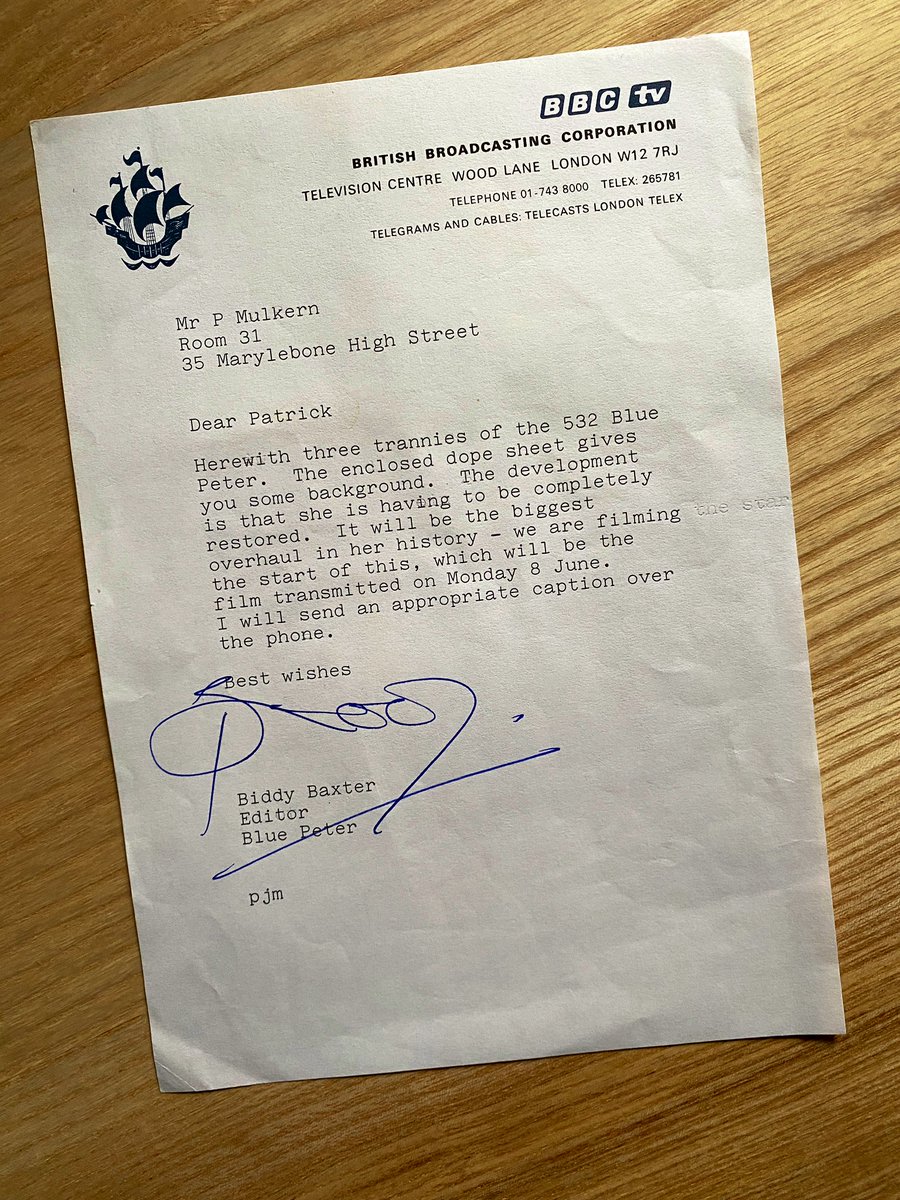 BBC tv
BRITISH BROADCASTING CORPORATION
TELEVISION CENTRE WOOD LANE LONDON W12 7RJ
TELEPHONE 01-743 8000 TELEX: 265781
TELEGRAMS AND CABLES: TELECASTS LONDON TELEX
Mr P Mulkern
Room 31
35 Marylebone High Street
Dear Patrick
Herewith three trannies of the 532 Blue
Peter. The enclosed dope sheet gives
you some background. The development
is that she is having to be completely
restored. It will be the biggest
overhaul in her history - we are filming the star
the start of this, which will be the
film transmitted on Monday 8 June.
I will send an appropriate caption over
the phone.
Best wishes
Biddy Baxter
Editor
Blue Peter
pjm